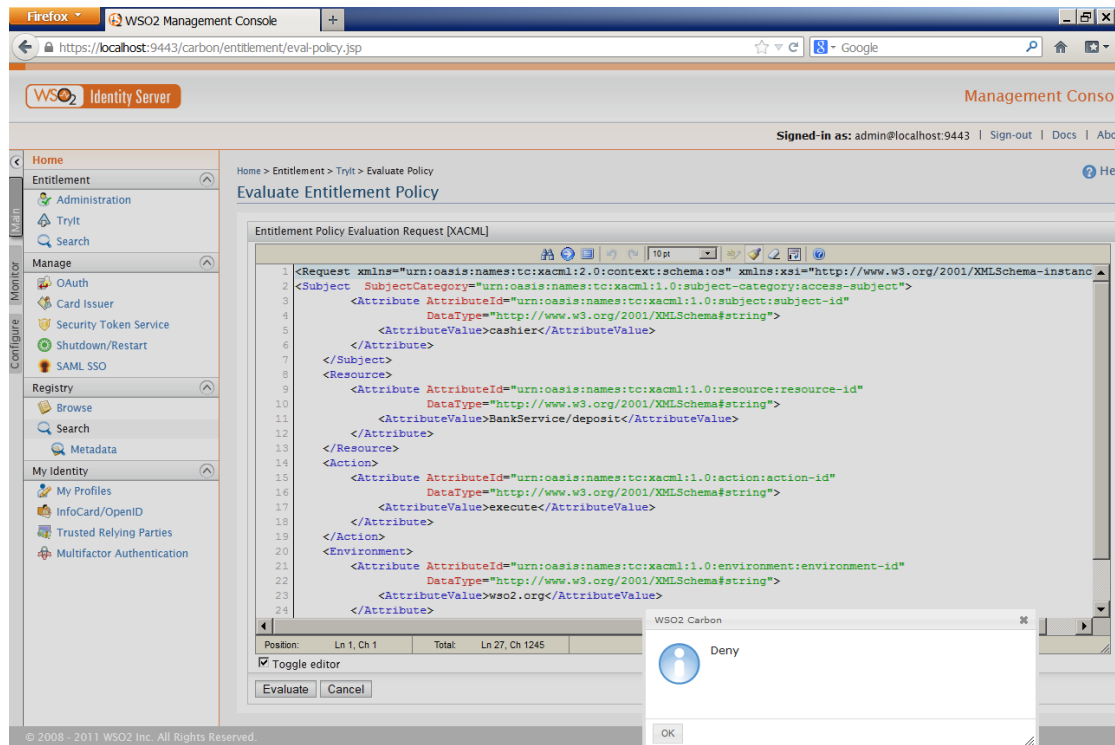 Firefox
WSO2 Management Console
https://localhost:9443/carbon/entitlement/eval-policy.jsp
Google
WSO2 Identity Server
Management Conso
Signed-in as: admin@localhost:9443 | Sign-out | Docs | Abo
Main
Monitor
Configure
Home
Entitlement
Administration
TryIt
Search
Manage
OAuth
Card Issuer
Security Token Service
Shutdown/Restart
SAML SSO
Registry
Browse
Search
Metadata
My Identity
My Profiles
InfoCard/OpenID
Trusted Relying Parties
Multifactor Authentication
Home > Entitlement > TryIt > Evaluate Policy
He
Evaluate Entitlement Policy
Entitlement Policy Evaluation Request [XACML]
10 pt
1 <Request xmlns="urn:oasis:names:tc:xacml:2.0:context:schema:os" xmlns:xsi="http://www.w3.org/2001/XMLSchema-instanc
2 <Subject SubjectCategory="urn:oasis:names:tc:xacml:1.0:subject-category:access-subject">
3 <Attribute AttributeId="urn:oasis:names:tc:xacml:1.0:subject:subject-id"
4 DataType="http://www.w3.org/2001/XMLSchema#string">
5 <AttributeValue>cashier</AttributeValue>
6 </Attribute>
7 </Subject>
8 <Resource>
9 <Attribute AttributeId="urn:oasis:names:tc:xacml:1.0:resource:resource-id"
10 DataType="http://www.w3.org/2001/XMLSchema#string">
11 <AttributeValue>BankService/deposit</AttributeValue>
12 </Attribute>
13 </Resource>
14 <Action>
15 <Attribute AttributeId="urn:oasis:names:tc:xacml:1.0:action:action-id"
16 DataType="http://www.w3.org/2001/XMLSchema#string">
17 <AttributeValue>execute</AttributeValue>
18 </Attribute>
19 </Action>
20 <Environment>
21 <Attribute AttributeId="urn:oasis:names:tc:xacml:1.0:environment:environment-id"
22 DataType="http://www.w3.org/2001/XMLSchema#string">
23 <AttributeValue>wso2.org</AttributeValue>
24 </Attribute>
Position: Ln 1, Ch 1 Total: Ln 27, Ch 1245
Toggle editor
Evaluate Cancel
WSO2 Carbon
Deny
OK
© 2008 - 2011 WSO2 Inc. All Rights Reserved.